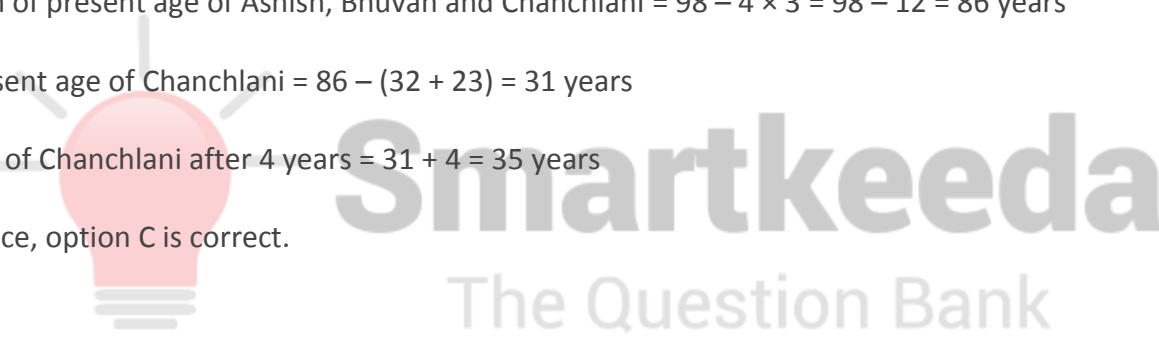 of present age of Ashish, Bhuvan and Chanchlani = 98 – 4 × 3 = 98 – 12 = 86 years
sent age of Chanchlani = 86 – (32 + 23) = 31 years
of Chanchlani after 4 years = 31 + 4 = 35 years
ce, option C is correct.
Smartkeeda
The Question Bank